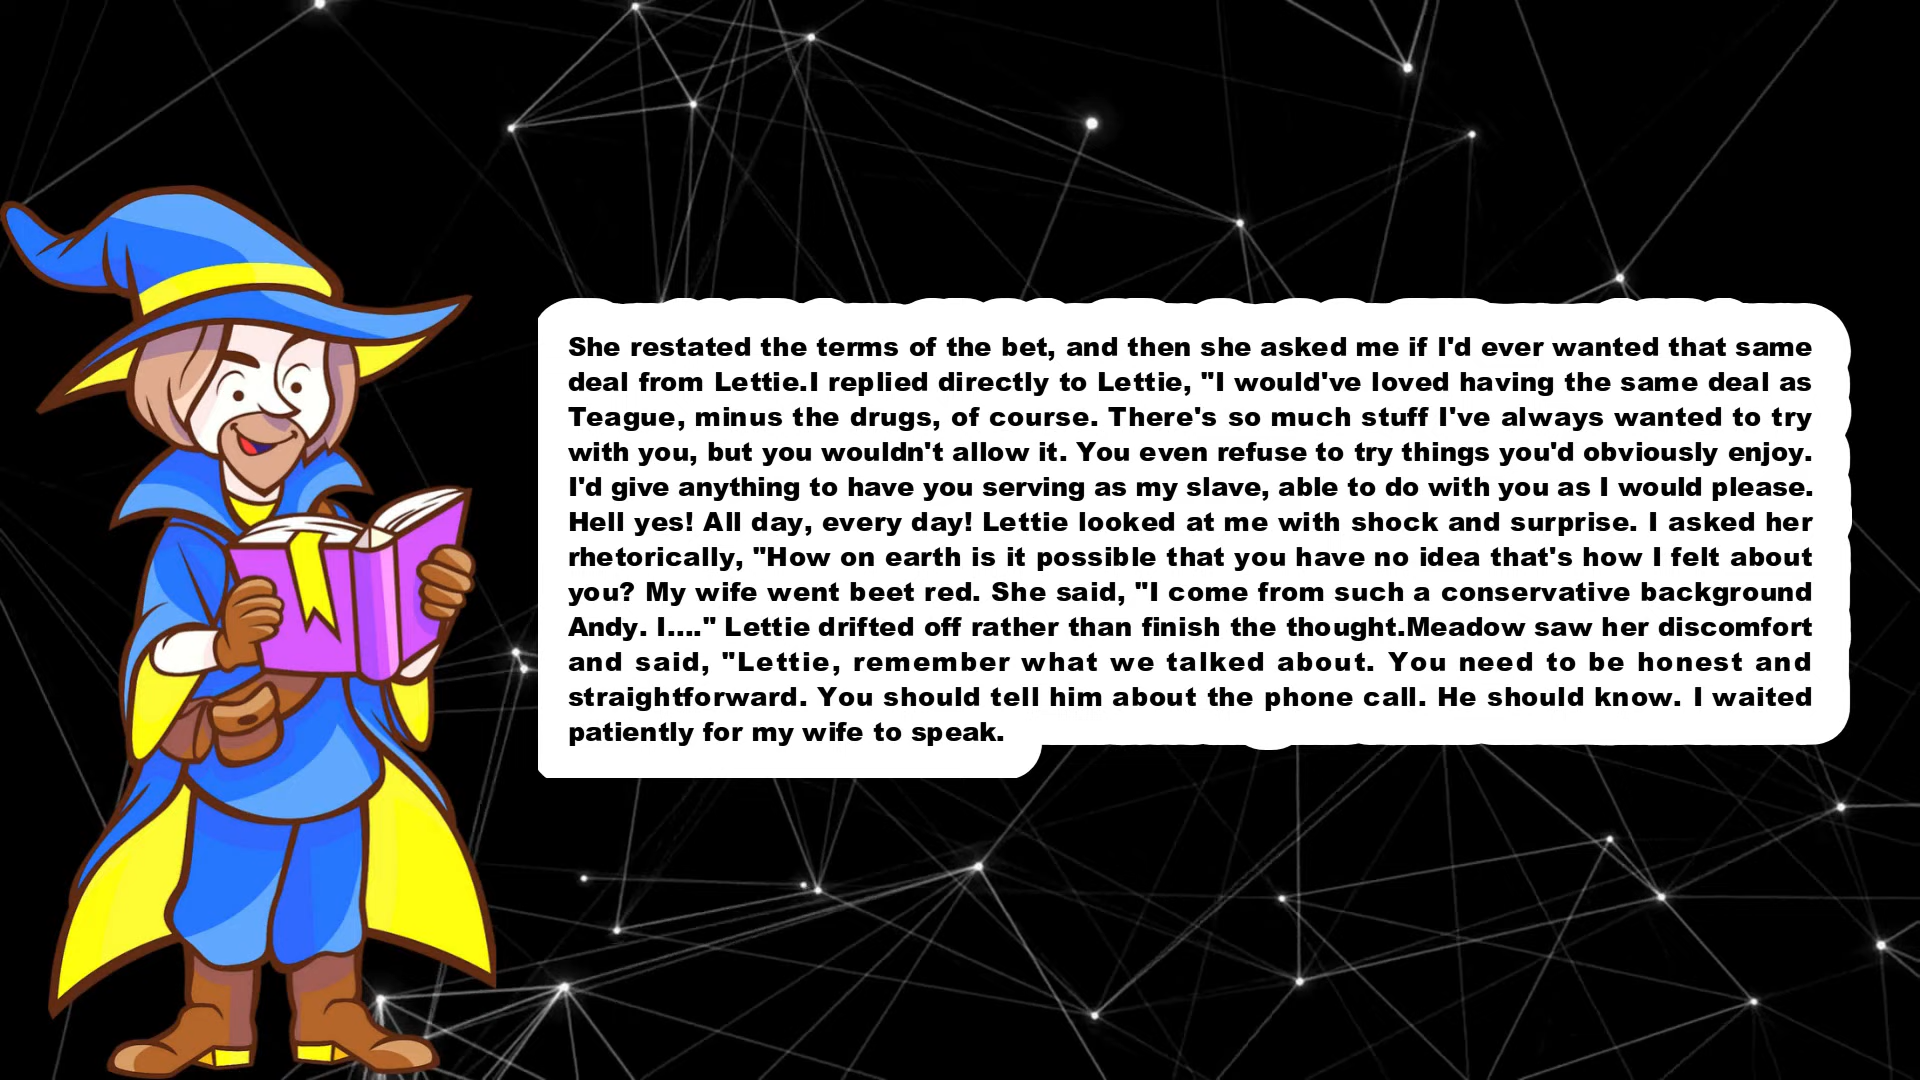 She restated the terms of the bet, and then she asked me if I'd ever wanted that same
deal from Lettie.I replied directly to Lettie, "I would've loved having the same deal as
Teague, minus the drugs, of course. There's so much stuff I've always wanted to try
with you, but you wouldn't allow it. You even refuse to try things you'd obviously enjoy.
I'd give anything to have you serving as my slave, able to do with you as I would please.
Hell yes! All day, every day! Lettie looked at me with shock and surprise. I asked her
rhetorically, "How on earth is it possible that you have no idea that's how I felt about
you? My wife went beet red. She said, "I come from such a conservative background
Andy. I...." Lettie drifted off rather than finish the thought.Meadow saw her discomfort
and said, "Lettie, remember what we talked about. You need to be honest and
straightforward. You should tell him about the phone call. He should know. I waited
patiently for my wife to speak.